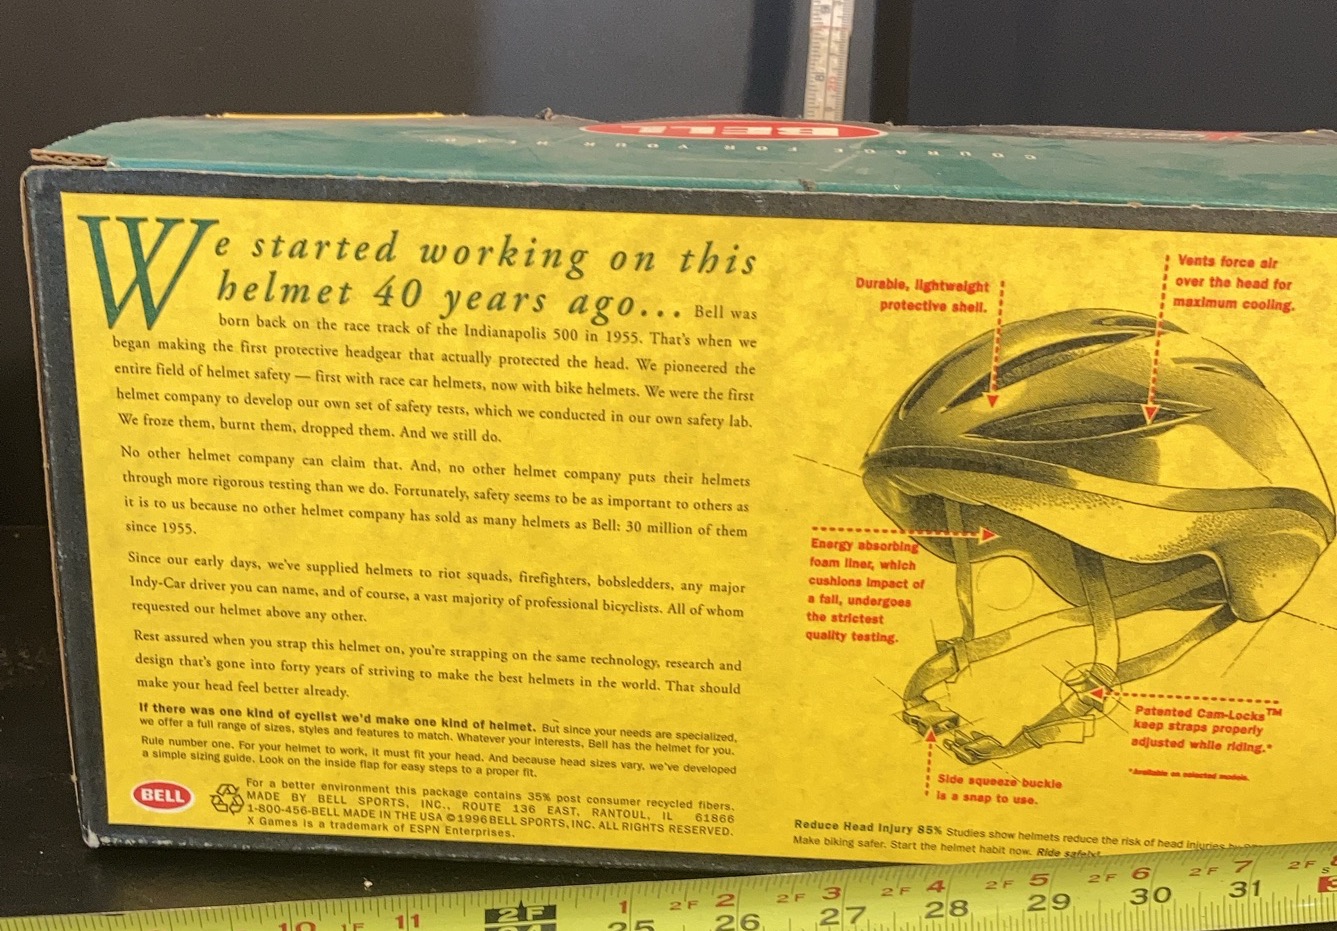 BELL
COURAGE FOR YOUR HEAD
We started working on this
helmet 40 years ago... Bell was
born back on the race track of the Indianapolis 500 in 1955. That's when we
began making the first protective headgear that actually protected the head. We pioneered the
entire field of helmet safety — first with race car helmets, now with bike helmets. We were the first
helmet company to develop our own set of safety tests, which we conducted in our own safety lab.
We froze them, burnt them, dropped them. And we still do.
No other helmet company can claim that. And, no other helmet company puts their helmets
through more rigorous testing than we do. Fortunately, safety seems to be as important to others as
it is to us because no other helmet company has sold as many helmets as Bell: 30 million of them
since 1955.
Since our early days, we've supplied helmets to riot squads, firefighters, bobsledders, any major
Indy-Car driver you can name, and of course, a vast majority of professional bicyclists. All of whom
requested our helmet above any other.
Rest assured when you strap this helmet on, you're strapping on the same technology, research and
design that's gone into forty years of striving to make the best helmets in the world. That should
make your head feel better already.
If there was one kind of cyclist we'd make one kind of helmet. But since your needs are specialized,
we offer a full range of sizes, styles and features to match. Whatever your interests, Bell has the helmet for you.
Rule number one. For your helmet to work, it must fit your head. And because head sizes vary, we've developed
a simple sizing guide. Look on the inside flap for easy steps to a proper fit.
BELL
For a better environment this package contains 35% post consumer recycled fibers.
MADE BY BELL SPORTS, INC., ROUTE 136 EAST, RANTOUL, IL 61866
1-800-456-BELL MADE IN THE USA ©1996 BELL SPORTS, INC. ALL RIGHTS RESERVED.
X Games is a trademark of ESPN Enterprises.
Durable, lightweight
protective shell.
Vents force air
over the head for
maximum cooling.
Energy absorbing
foam liner, which
cushions impact of
a fall, undergoes
the strictest
quality testing.
Patented Cam-Locks™
keep straps properly
adjusted while riding.*
*Available on selected models.
Side squeeze buckle
is a snap to use.
Reduce Head Injury 85% Studies show helmets reduce the risk of head injuries
Make biking safer. Start the helmet habit now. Ride safely!
10 1F 11 2F 1 2F 2 2F 3 2F 4 2F 5 2F 6 2F 7 2F
25 26 27 28 29 30 31